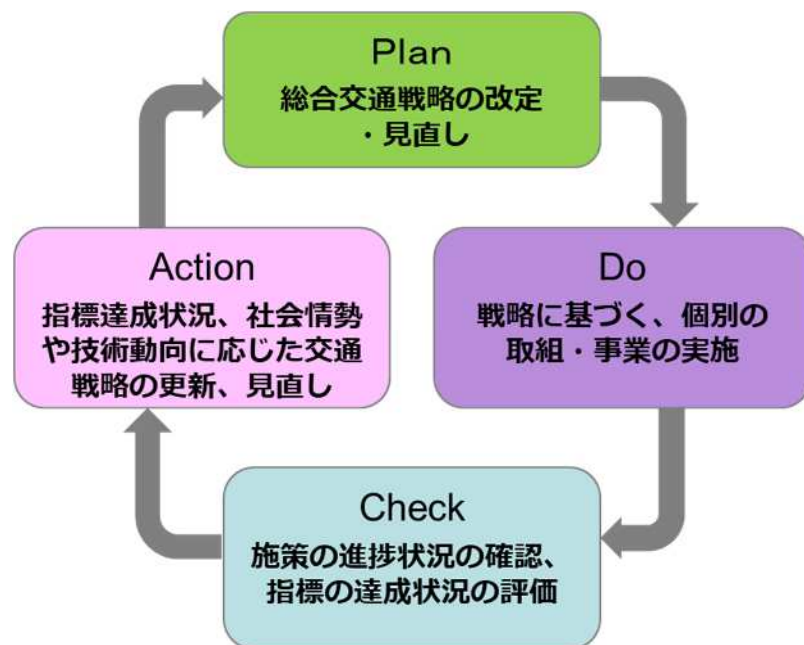 Plan
総合交通戦略の改定
・見直し
Action
指標達成状況、社会情勢
や技術動向に応じた交通
戦略の更新、見直し
Do
戦略に基づく、個別の
取組・事業の実施
Check
施策の進捗状況の確認、
指標の達成状況の評価